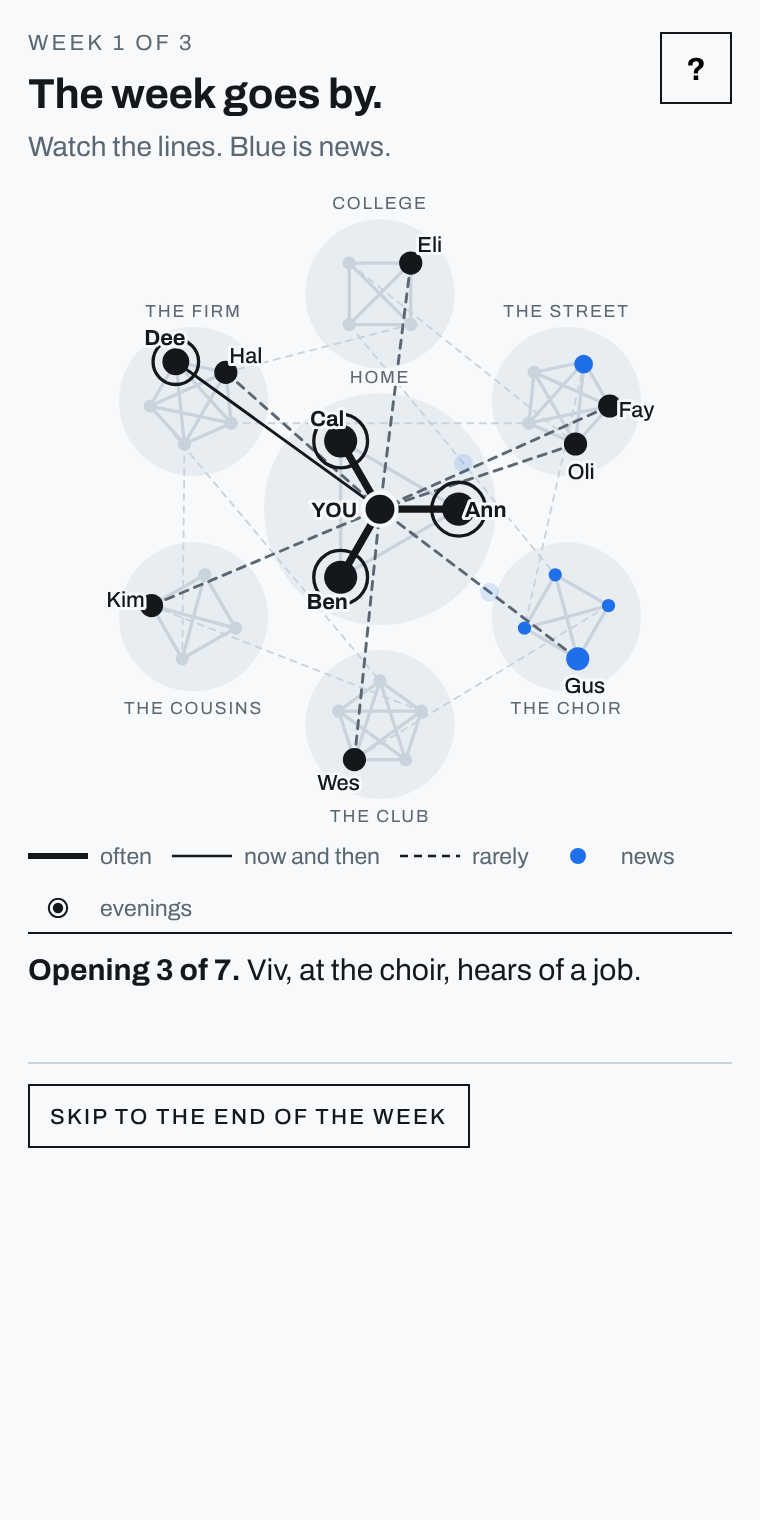 WEEK 1 OF 3
?
The week goes by.
Watch the lines. Blue is news.
COLLEGE
Eli
THE FIRM
THE STREET
Dee
Hal
HOME
Fay
Cal
Oli
YOU
Ann
Kim
Ben
Gus
THE COUSINS
THE CHOIR
Wes
THE CLUB
often
now and then
rarely
news
evenings
Opening 3 of 7. Viv, at the choir, hears of a job.
SKIP TO THE END OF THE WEEK